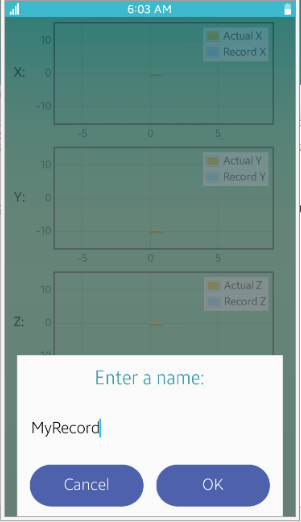 6:03 AM
Actual X
Record X
10
X:
0
-10
-5
0
5
Actual Y
Record Y
10
Y:
0
-10
-5
0
5
Actual Z
Record Z
10
Z:
0
10
Enter a name:
MyRecord
Cancel
OK